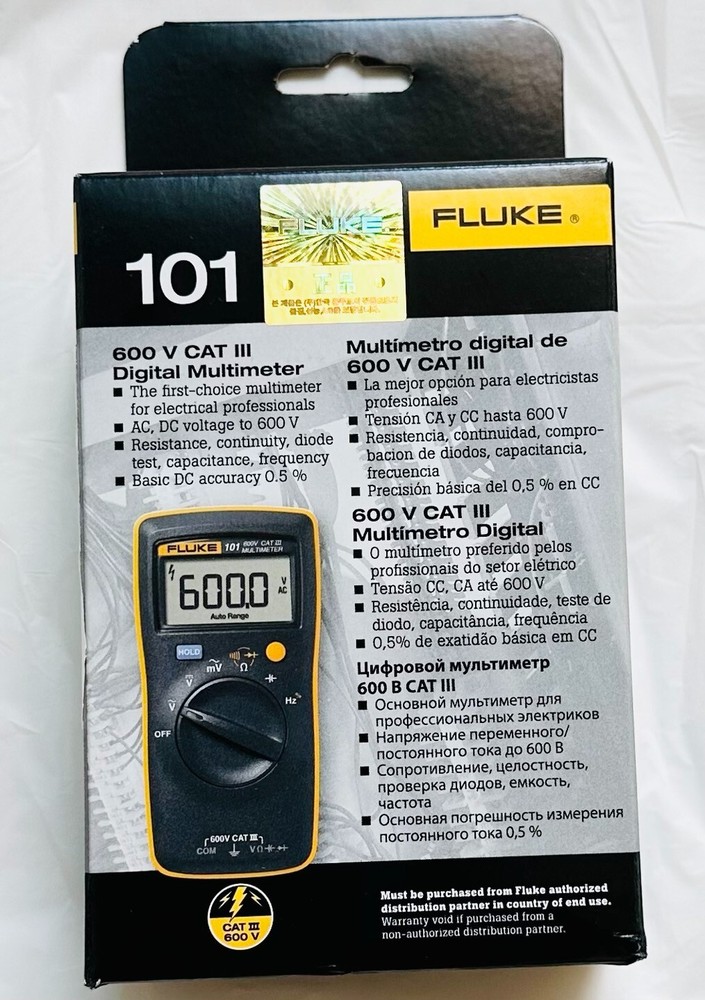 FLUKE
正品
FLUKE ®
101
600 V CAT III
Digital Multimeter
■ The first-choice multimeter
for electrical professionals
■ AC, DC voltage to 600 V
■ Resistance, continuity, diode
test, capacitance, frequency
■ Basic DC accuracy 0.5 %
Multímetro digital de
600 V CAT III
■ La mejor opción para electricistas
profesionales
■ Tensión CA y CC hasta 600 V
■ Resistencia, continuidad, compro-
bacion de diodos, capacitancia,
frecuencia
■ Precisión básica del 0,5 % en CC
600 V CAT III
Multímetro Digital
■ O multímetro preferido pelos
profissionais do setor elétrico
■ Tensão CC, CA até 600 V
■ Resistência, continuidade, teste de
diodo, capacitância, frequência
■ 0,5% de exatidão básica em CC
Цифровой мультиметр
600 В CAT III
■ Основной мультиметр для
профессиональных электриков
■ Напряжение переменного/
постоянного тока до 600 В
■ Сопротивление, целостность,
проверка диодов, емкость,
частота
■ Основная погрешность измерения
постоянного тока 0,5 %
FLUKE 101 600V CAT III
MULTIMETER
600.0 V
AC
Auto Range
HOLD
mV
Ω
V
V
Hz
OFF
600V CAT III
COM VΩ
CAT III
600 V
Must be purchased from Fluke authorized
distribution partner in country of end use.
Warranty void if purchased from a
non-authorized distribution partner.